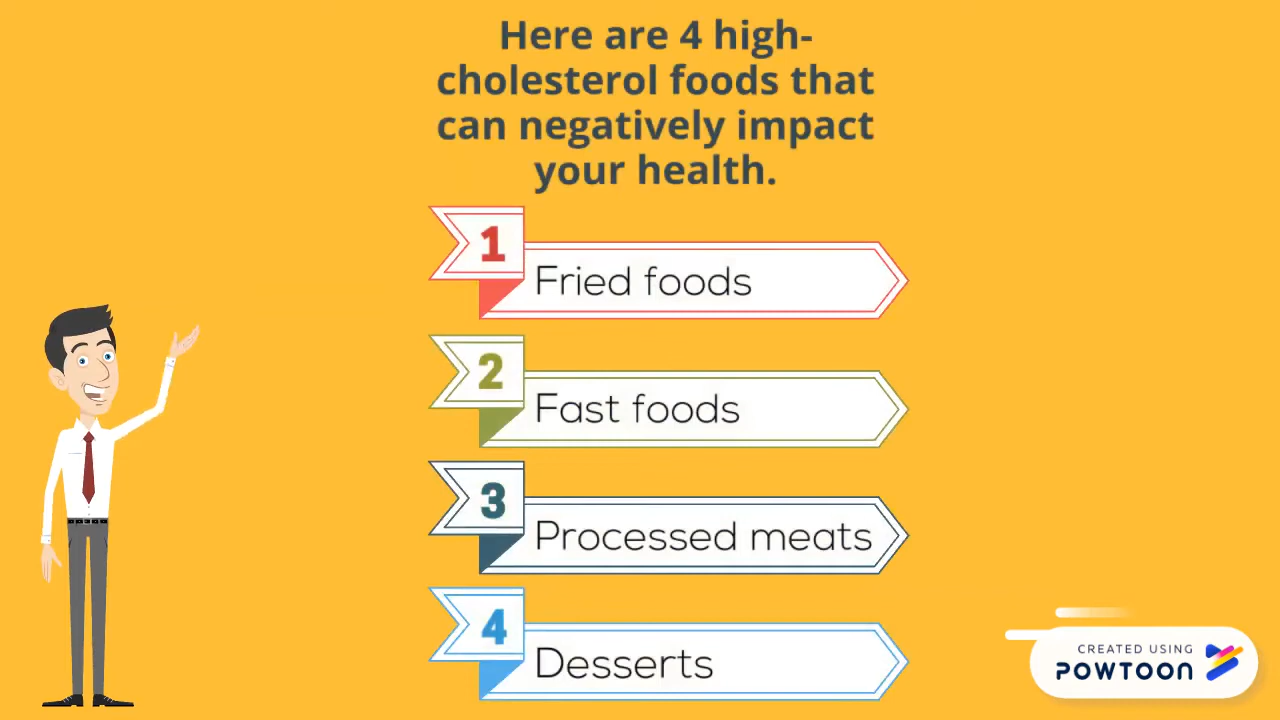 Here are 4 high-
cholesterol foods that
can negatively impact
your health.
1
Fried foods
2
Fast foods
3
Processed meats
4
Desserts
CREATED USING
POWTOON